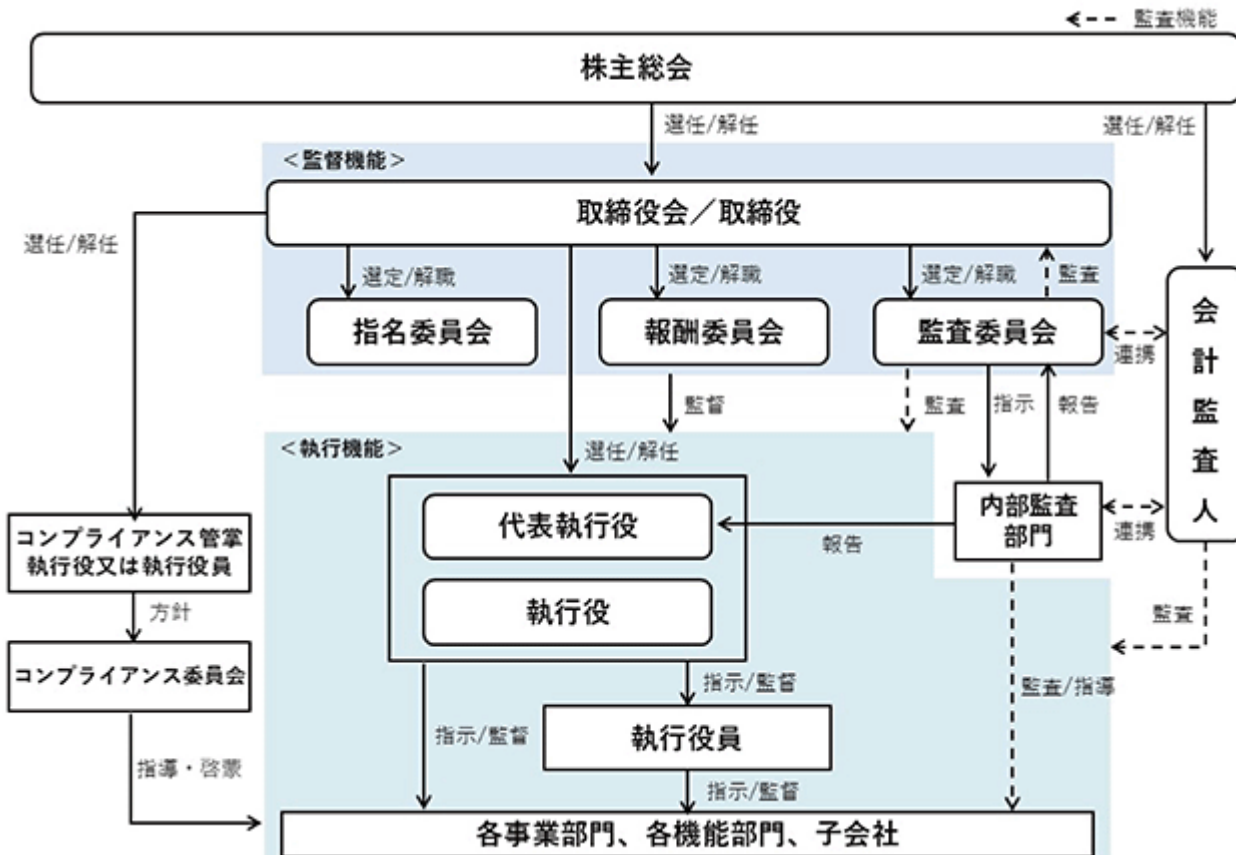 監査機能
株主総会
選任/解任
選任/解任
＜監督機能＞
取締役会／取締役
選任/解任
選定/解職
選定/解職
選定/解職
監査
指名委員会
報酬委員会
監査委員会
連携
会計監査人
監督
監査
指示
報告
＜執行機能＞
選任/解任
代表執行役
報告
内部監査
部門
連携
コンプライアンス管掌
執行役又は執行役員
執行役
方針
監査
コンプライアンス委員会
指示/監督
監査/指導
指示/監督
執行役員
指導・啓蒙
指示/監督
各事業部門、各機能部門、子会社